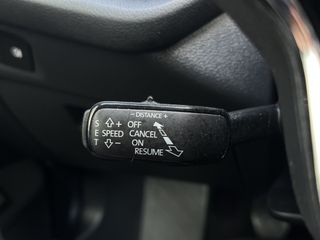 − DISTANCE +
S + OFF
E SPEED CANCEL
T − ON
RESUME